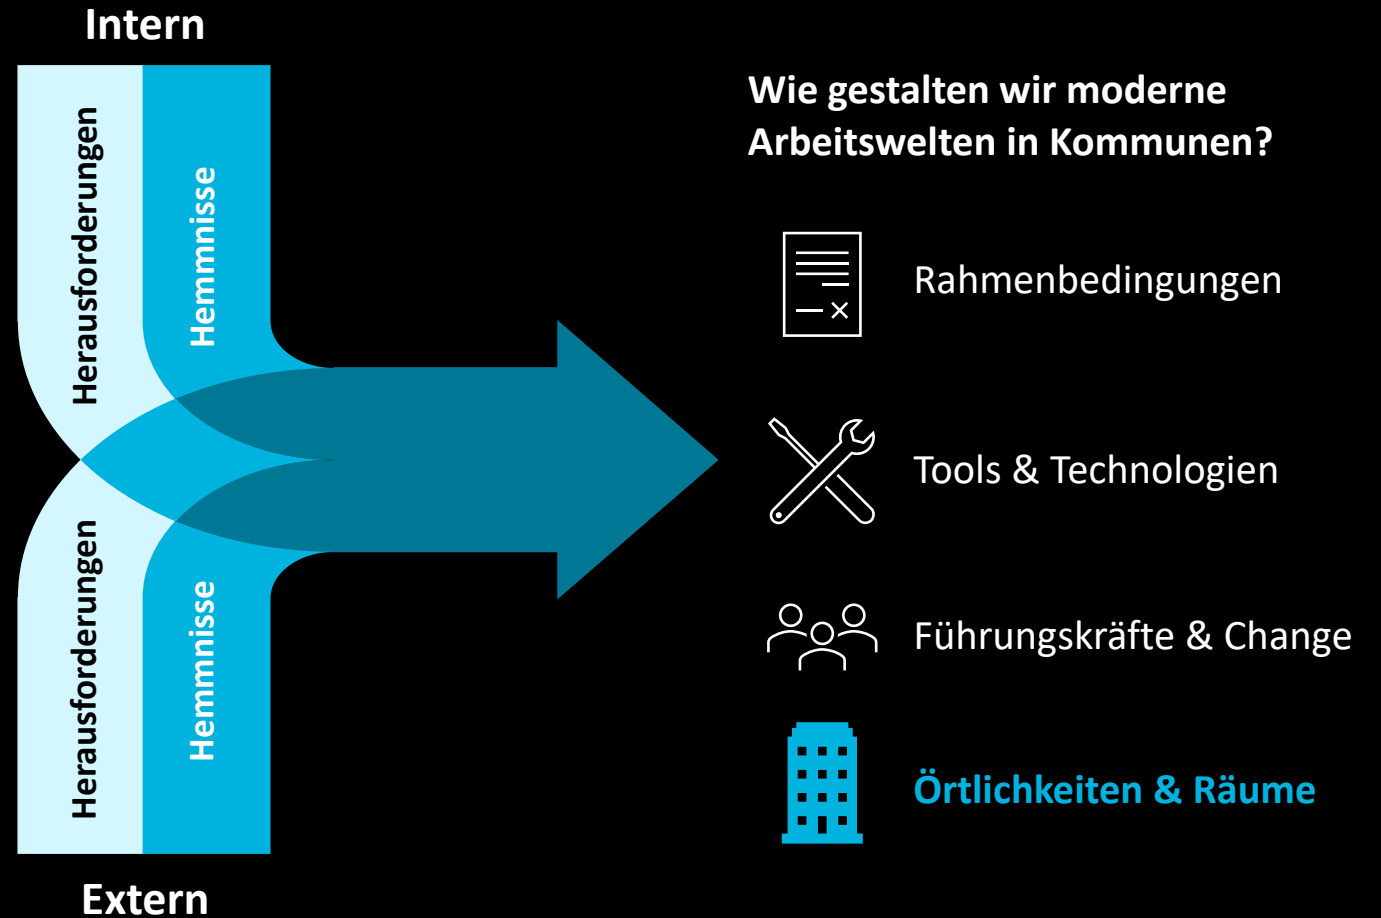 Intern
Herausforderungen
Hemmnisse
Herausforderungen
Hemmnisse
Extern
Wie gestalten wir moderne
Arbeitswelten in Kommunen?
Rahmenbedingungen
Tools & Technologien
Führungskräfte & Change
Örtlichkeiten & Räume